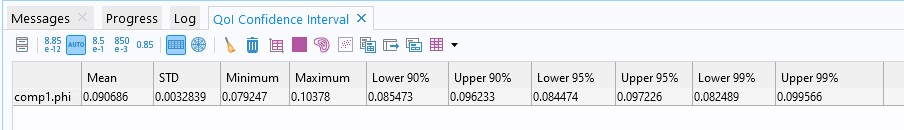 Messages Progress Log QoI Confidence Interval
8.85 e-12 AUTO 8.5 e-1 850 e-3 0.85
Mean STD Minimum Maximum Lower 90% Upper 90% Lower 95% Upper 95% Lower 99% Upper 99%
comp1.phi 0.090686 0.0032839 0.079247 0.10378 0.085473 0.096233 0.084474 0.097226 0.082489 0.099566